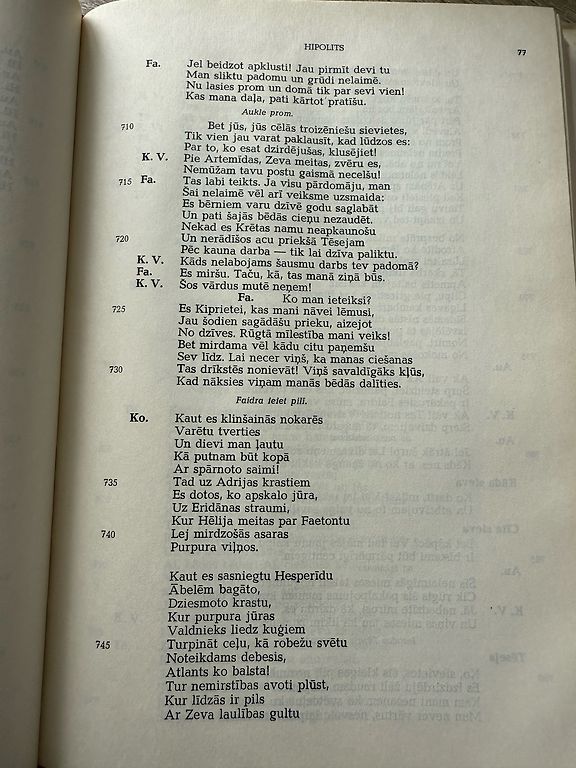 HIPOLITS
77
Fa. Jel beidzot apklusti! Jau pirmīt devi tu
Man sliktu padomu un grūdi nelaimē.
Nu lasies prom un domā tik par sevi vien!
Kas mana daļa, pati kārtot pratīšu.
Aukle prom.
710 Bet jūs, jūs cēlās troizēniešu sievietes,
Tik vien jau varat paklausīt, kad lūdzos es:
Par to, ko esat dzirdējušas, klusējiet!
K. V. Pie Artemīdas, Zeva meitas, zvēru es,
Nemūžam tavu postu gaismā necelšu!
715 Fa. Tas labi teikts. Ja visu pārdomāju, man
Šai nelaimē vēl arī veiksme uzsmaida:
Es bērniem varu dzīvē godu saglabāt
Un pati šajās bēdās cieņu nezaudēt.
Nekad es Krētas namu neapkaunošu
720 Un nerādīšos acu priekšā Tēsejam
Pēc kauna darba — tik lai dzīva paliktu.
K. V. Kāds nelabojams šausmu darbs tev padomā?
Fa. Es miršu. Taču, kā, tas manā ziņā būs.
K. V. Šos vārdus mutē neņem!
Fa. Ko man ieteiksi?
725 Es Kiprietei, kas mani nāvei lēmusi,
Jau šodien sagādāšu prieku, aizejot
No dzīves. Rūgtā mīlestība mani veiks!
Bet mirdama vēl kādu citu paņemšu
Sev līdz. Lai necer viņš, ka manas ciešanas
730 Tas drīkstēs nonievāt! Viņš savaldīgāks kļūs,
Kad nāksies viņam manās bēdās dalīties.
Faidra ieiet pilī.
Ko. Kaut es klinšainās nokarēs
Varētu tverties
Un dievi man ļautu
Kā putnam būt kopā
Ar spārnoto saimi!
735 Tad uz Adrijas krastiem
Es dotos, ko apskalo jūra,
Uz Eridānas straumi,
Kur Hēlija meitas par Faetontu
740 Lej mirdzošās asaras
Purpura viļņos.
Kaut es sasniegtu Hesperīdu
Ābelēm bagāto,
Dziesmoto krastu,
Kur purpura jūras
Valdnieks liedz kuģiem
745 Turpināt ceļu, kā robežu svētu
Noteikdams debesis,
Atlants ko balsta!
Tur nemirstības avoti plūst,
Kur līdzās ir pils
Ar Zeva laulības gultu